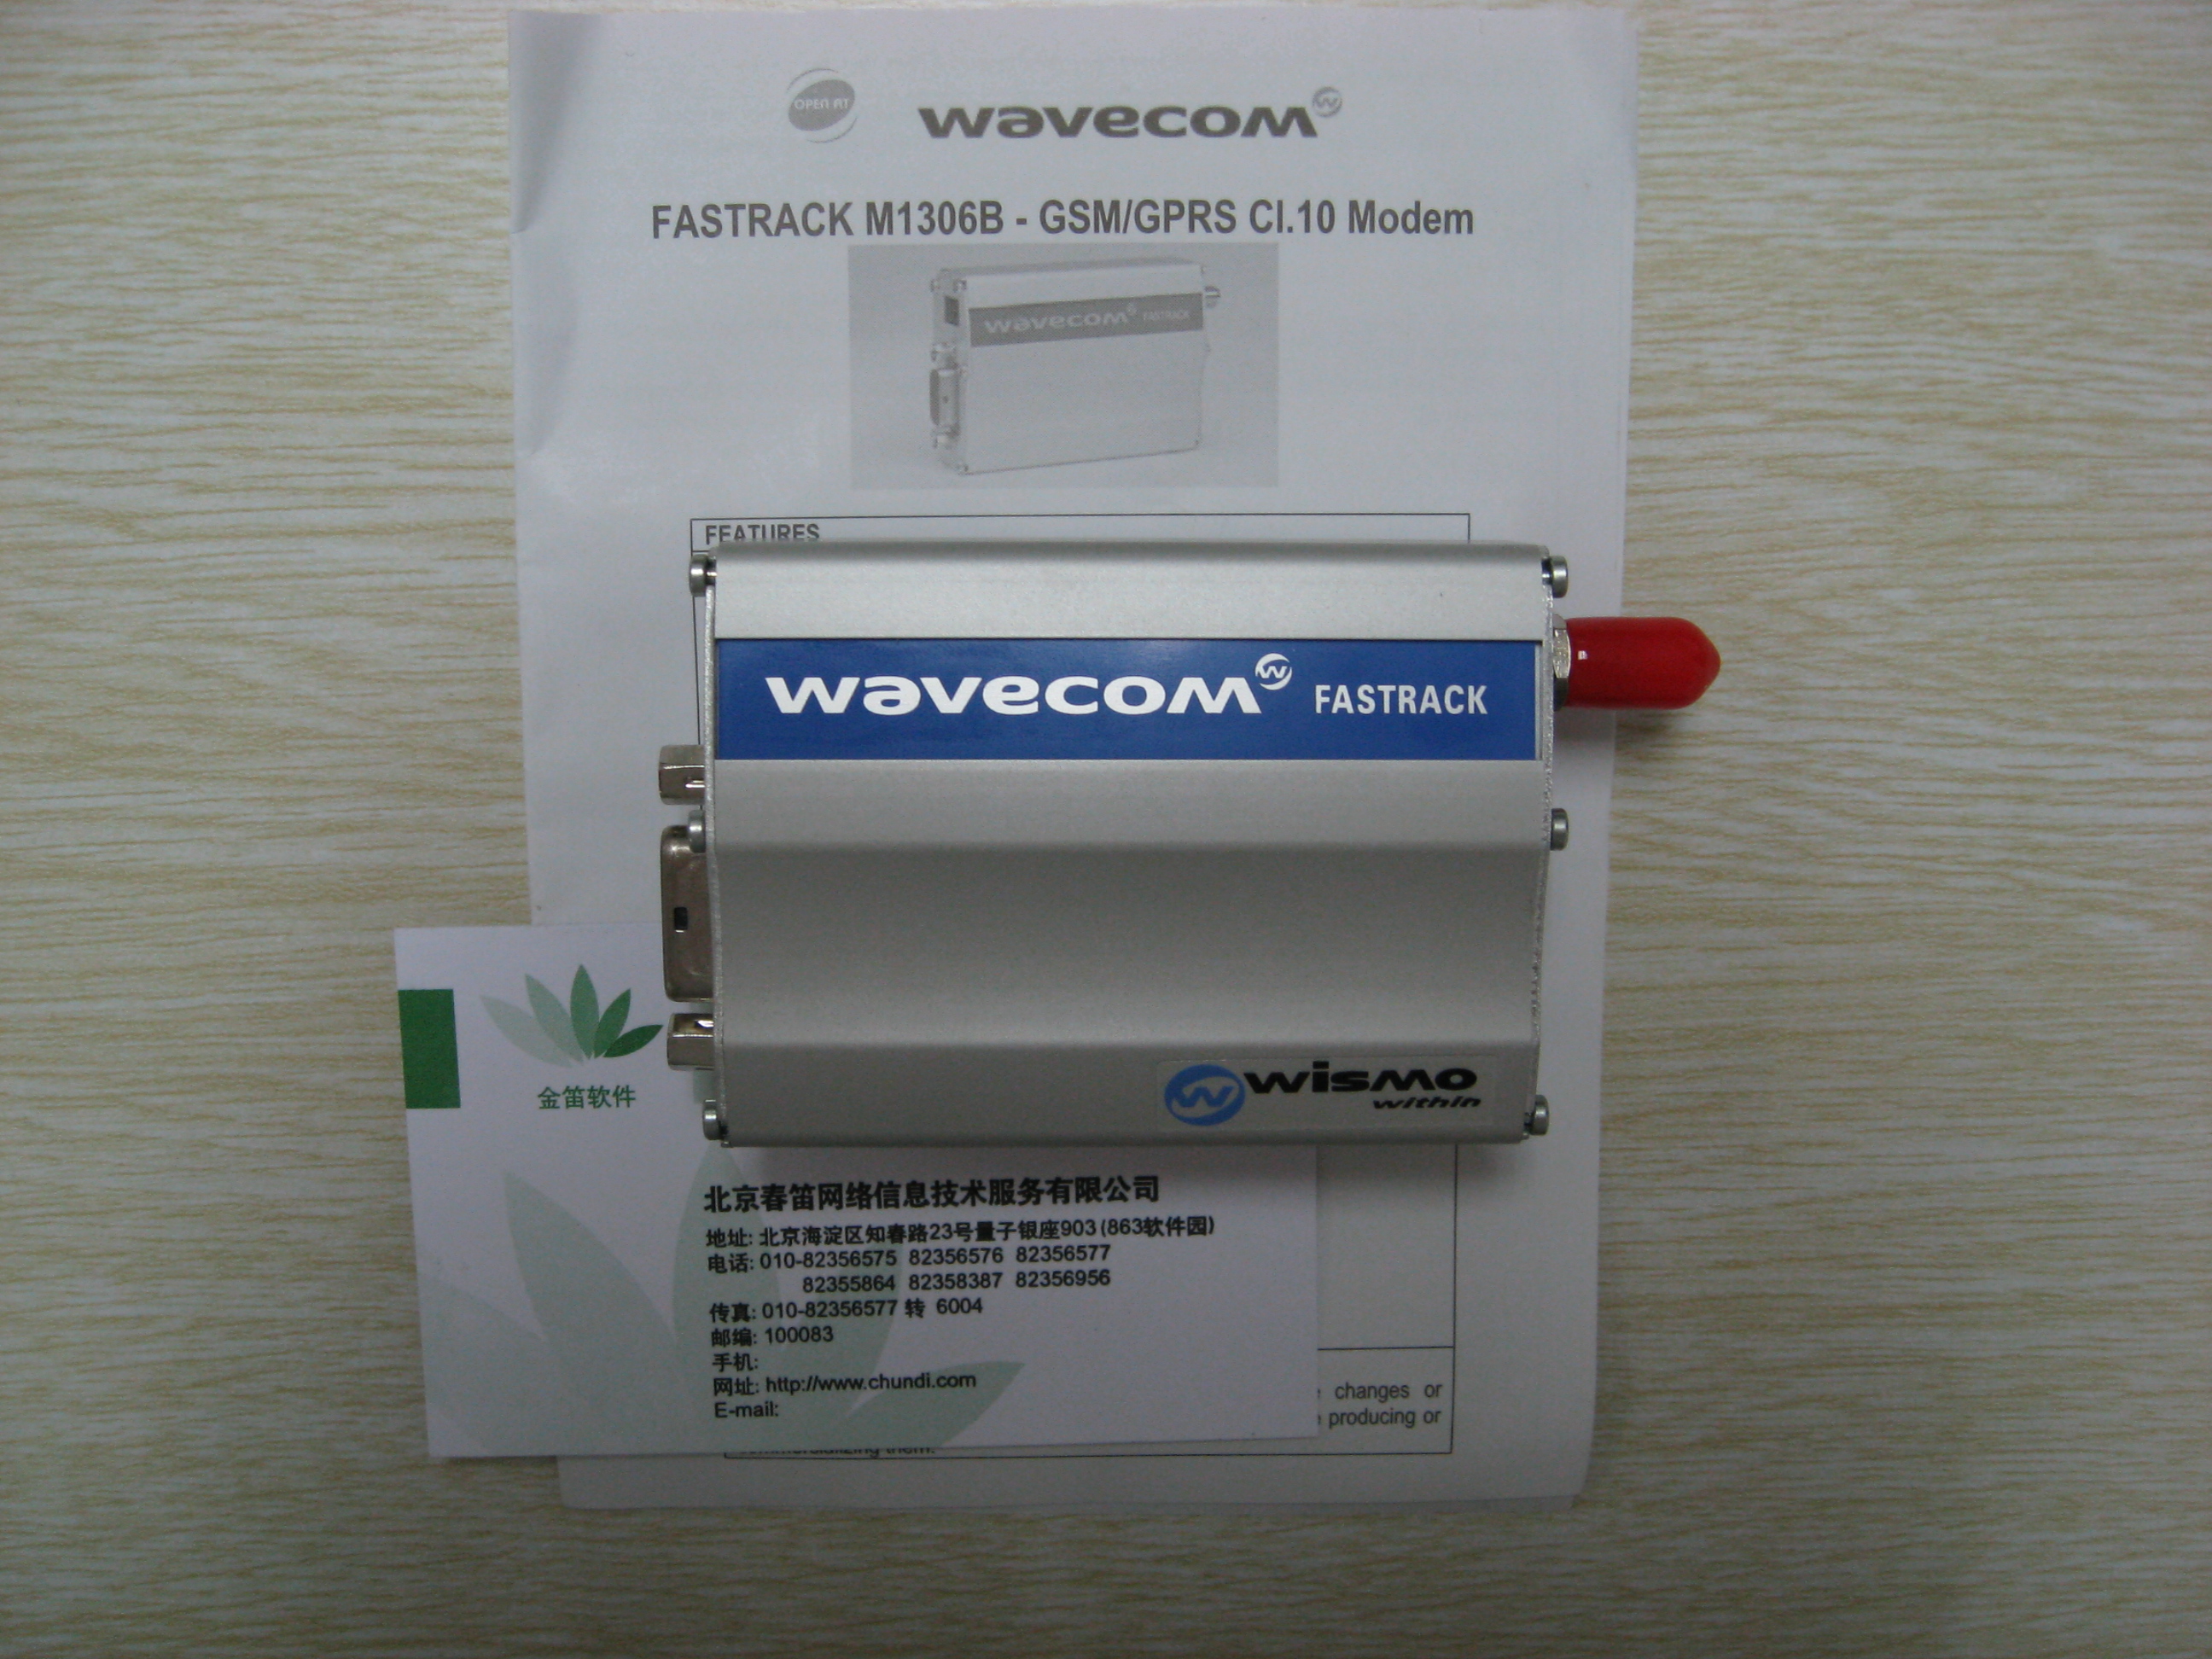 OPEN AT
wavecom
FASTRACK M1306B - GSM/GPRS Cl.10 Modem
wavecom FASTRACK
FEATURES
wavecom FASTRACK
wismo
within
金笛软件
北京春笛网络信息技术服务有限公司
地址: 北京海淀区知春路23号量子银座903 (863软件园)
电话: 010-82356575 82356576 82356577
82355864 82358387 82356956
传真: 010-82356577 转 6004
邮编: 100083
手机:
网址: http://www.chundi.com
E-mail:
changes or
producing or
them.